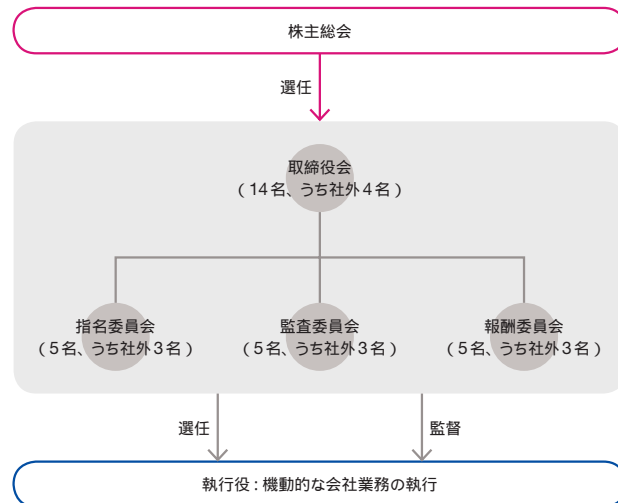 株主総会
選任
取締役会
（14名、うち社外4名）
指名委員会
（5名、うち社外3名）
監査委員会
（5名、うち社外3名）
報酬委員会
（5名、うち社外3名）
選任
監督
執行役：機動的な会社業務の執行